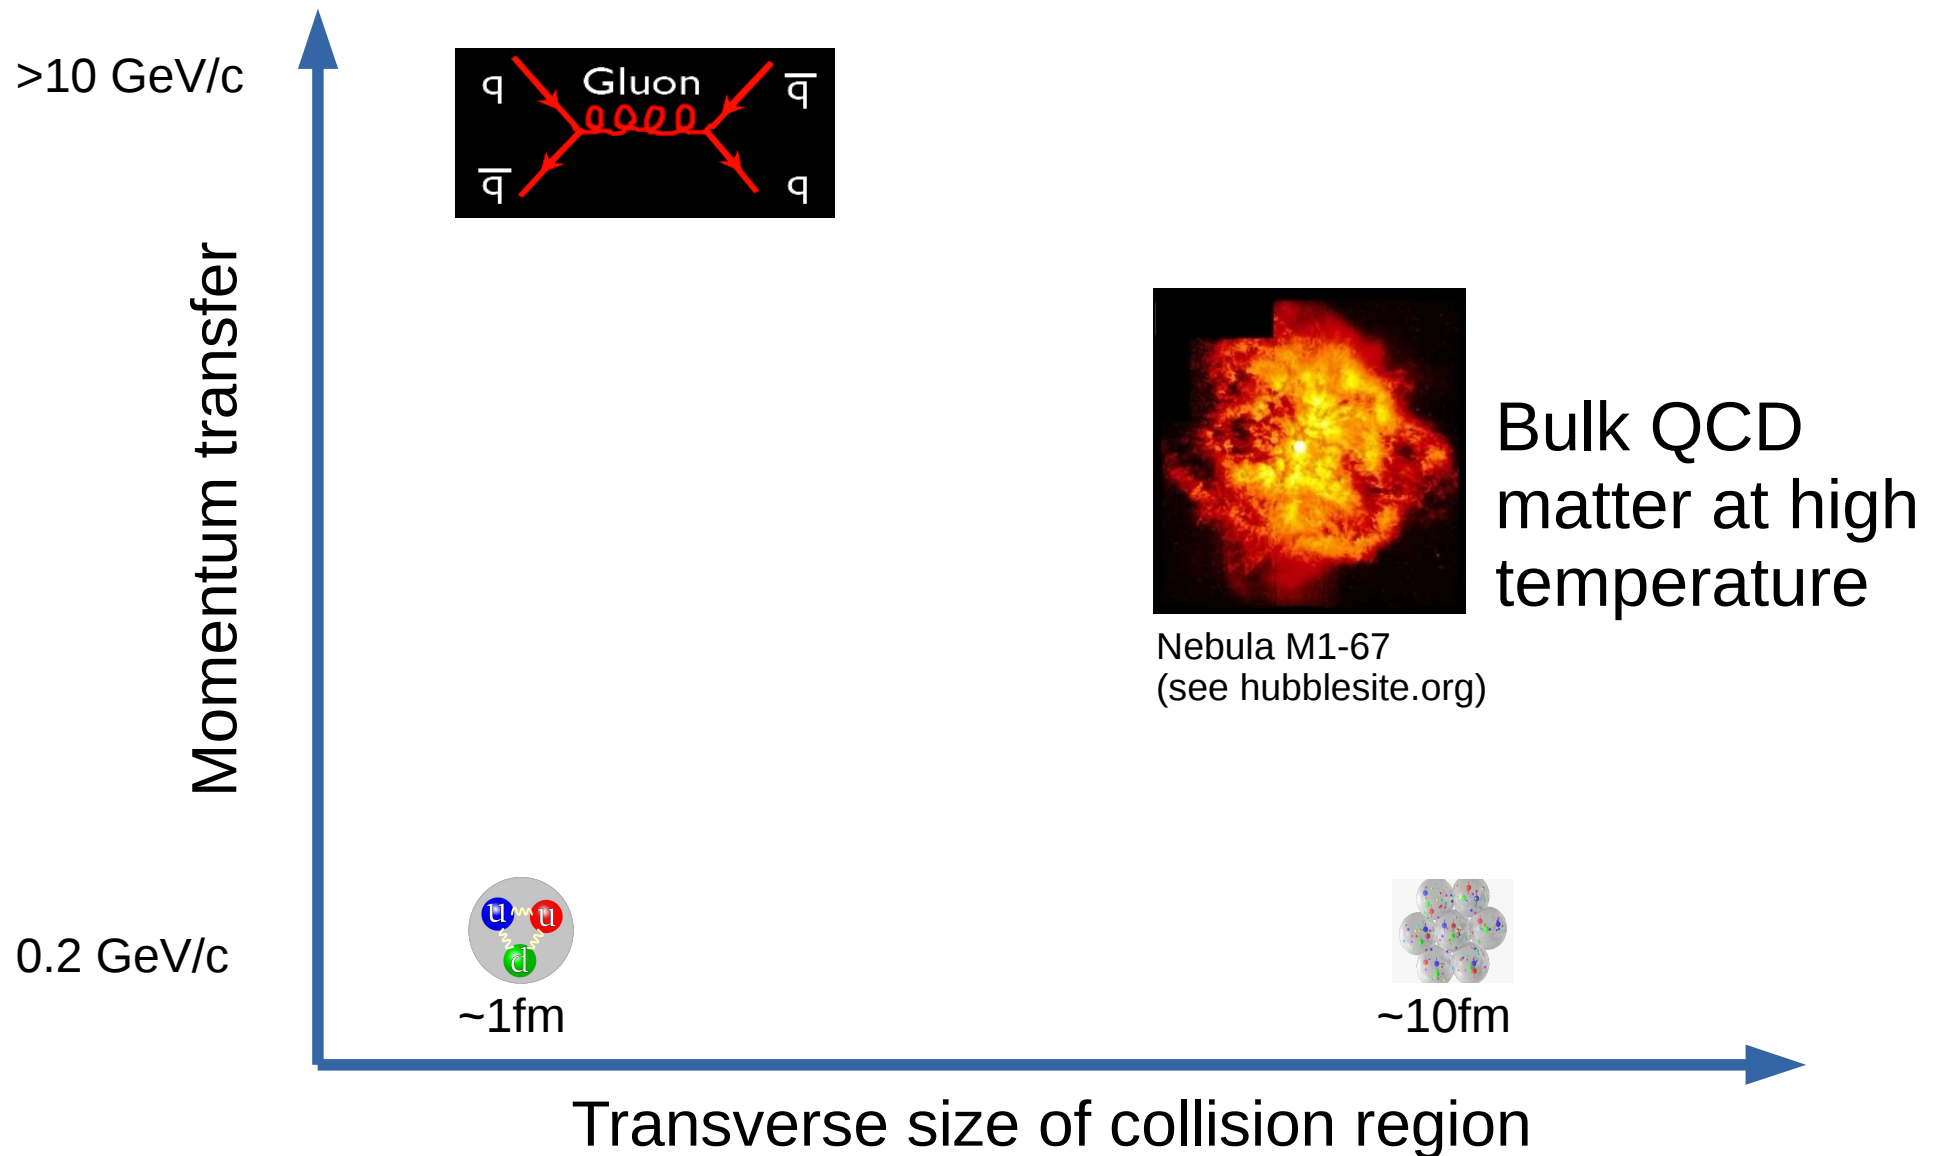 >10 GeV/c
q Gluon q̅
q̅ q
Momentum transfer
Bulk QCD
matter at high
temperature
Nebula M1-67
(see hubblesite.org)
u u
d
0.2 GeV/c
~1fm
~10fm
Transverse size of collision region